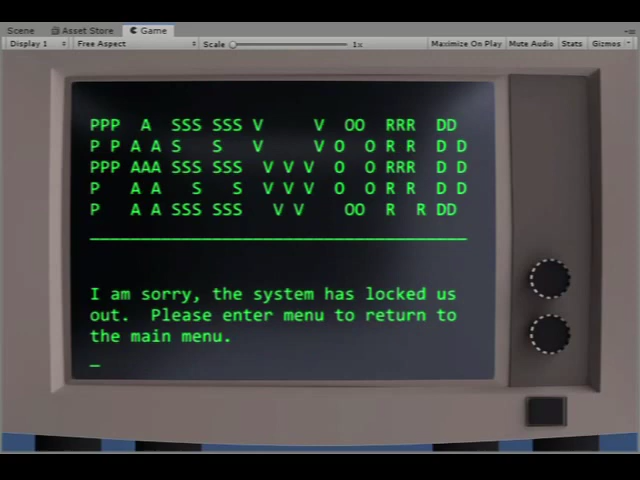 Scene Asset Store Game
Display 1 Free Aspect Scale 1x Maximize On Play Mute Audio Stats Gizmos
PPP  A  SSS SSS V     V  OO  RRR  DD
P P A A S   S V     V O  O R R  D D
PPP AAA SSS SSS  V V V  O  O RRR  D D
P   A A   S   S  V V V  O  O R R  D D
P   A A SSS SSS   V V    OO  R  R DD
I am sorry, the system has locked us
out.  Please enter menu to return to
the main menu.
_